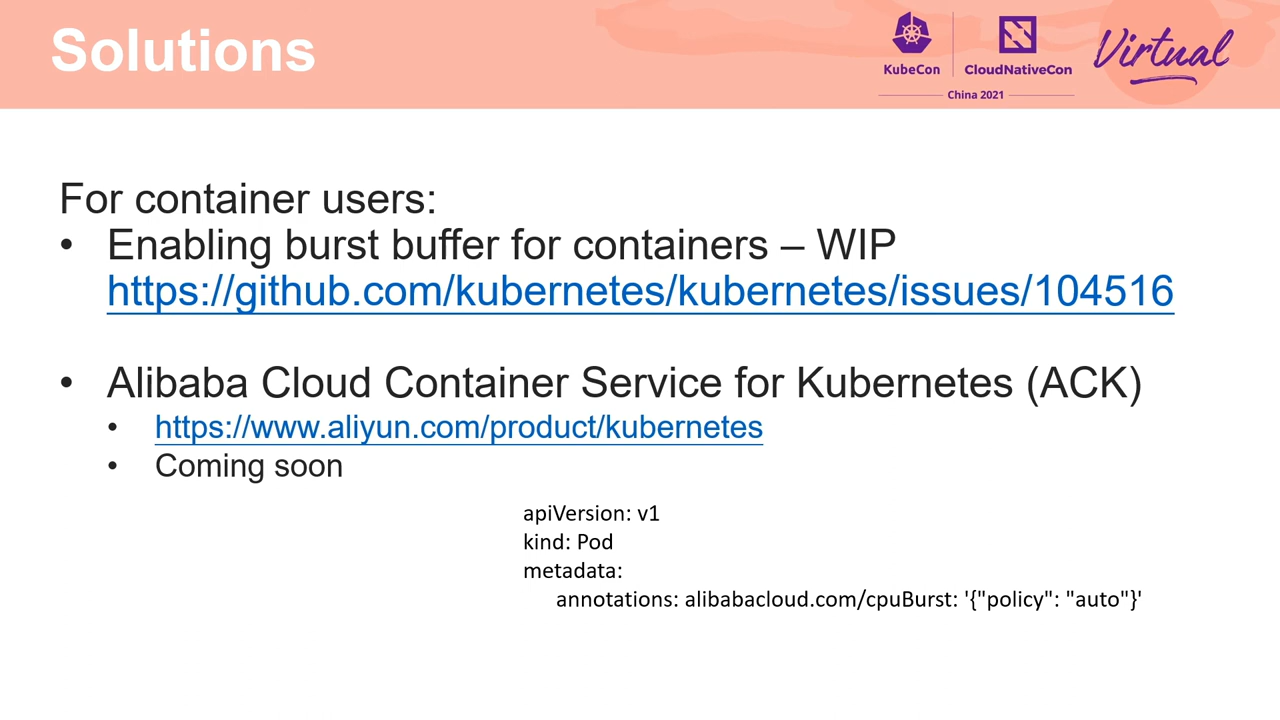 Solutions
KubeCon
CloudNativeCon
Virtual
China 2021
For container users:
• Enabling burst buffer for containers – WIP
https://github.com/kubernetes/kubernetes/issues/104516
• Alibaba Cloud Container Service for Kubernetes (ACK)
• https://www.aliyun.com/product/kubernetes
• Coming soon
apiVersion: v1
kind: Pod
metadata:
annotations: alibabacloud.com/cpuBurst: '{"policy": "auto"}'